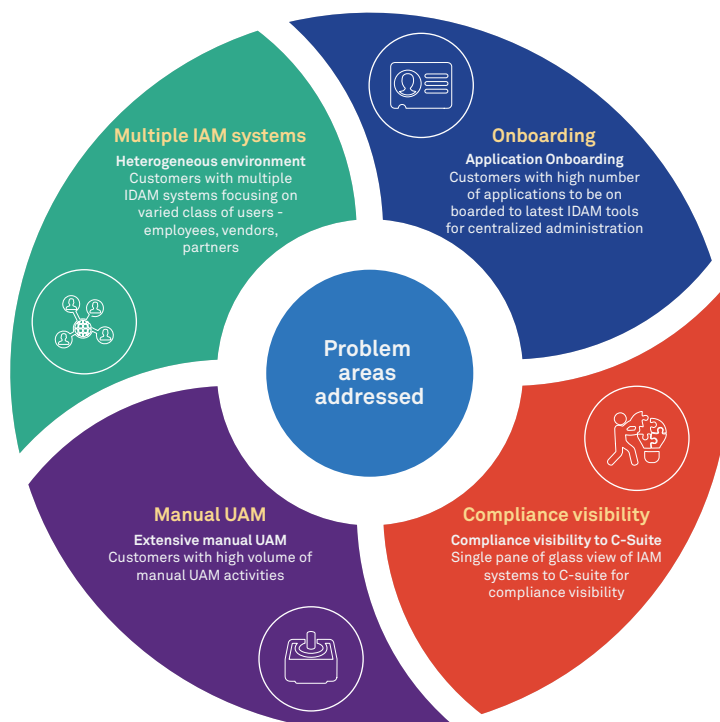 Multiple IAM systems
Heterogeneous environment
Customers with multiple
IDAM systems focusing on
varied class of users -
employees, vendors,
partners
Onboarding
Application Onboarding
Customers with high number
of applications to be on
boarded to latest IDAM tools
for centralized administration
Problem
areas
addressed
Manual UAM
Extensive manual UAM
Customers with high volume of
manual UAM activities
Compliance visibility
Compliance visibility to C-Suite
Single pane of glass view of IAM
systems to C-suite for
compliance visibility